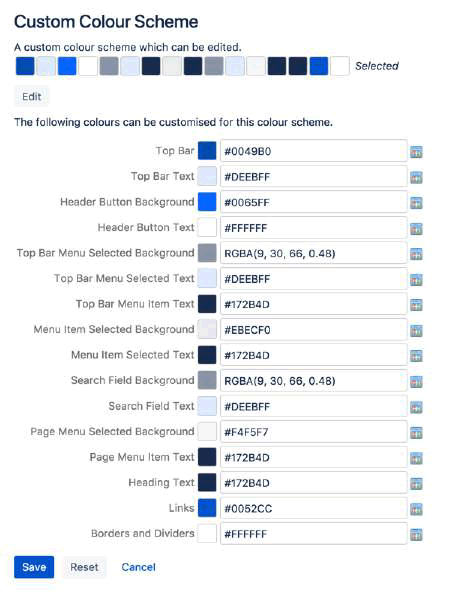 Custom Colour Scheme
A custom colour scheme which can be edited.
Selected
Edit
The following colours can be customised for this colour scheme.
Top Bar #0049B0
Top Bar Text #DEEBFF
Header Button Background #0065FF
Header Button Text #FFFFFF
Top Bar Menu Selected Background RGBA(9, 30, 66, 0.48)
Top Bar Menu Selected Text #DEEBFF
Top Bar Menu Item Text #172B4D
Menu Item Selected Background #EBECF0
Menu Item Selected Text #172B4D
Search Field Background RGBA(9, 30, 66, 0.48)
Search Field Text #DEEBFF
Page Menu Selected Background #F4F5F7
Page Menu Item Text #172B4D
Heading Text #172B4D
Links #0052CC
Borders and Dividers #FFFFFF
Save Reset Cancel